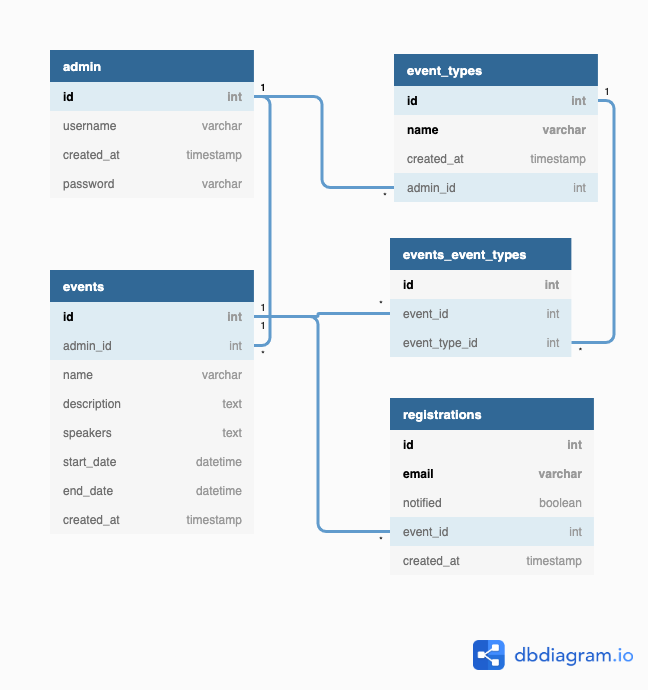 admin
id int
username varchar
created_at timestamp
password varchar
1
event_types
id int
name varchar
created_at timestamp
admin_id int
1
*
events
id int
admin_id int
name varchar
description text
speakers text
start_date datetime
end_date datetime
created_at timestamp
1
1
*
events_event_types
id int
event_id int
event_type_id int
*
*
registrations
id int
email varchar
notified boolean
event_id int
created_at timestamp
*
dbdiagram.io